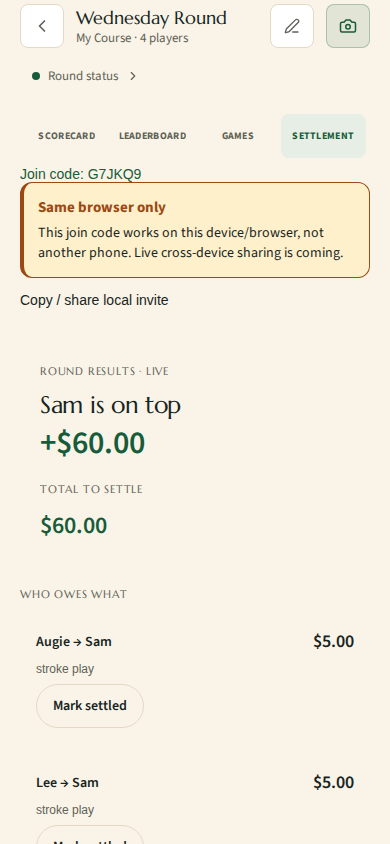 Wednesday Round
My Course · 4 players
Round status
SCORECARD LEADERBOARD GAMES SETTLEMENT
Join code: G7JKQ9
Same browser only
This join code works on this device/browser, not
another phone. Live cross-device sharing is coming.
Copy / share local invite
ROUND RESULTS · LIVE
Sam is on top
+$60.00
TOTAL TO SETTLE
$60.00
WHO OWES WHAT
Augie → Sam $5.00
stroke play
Mark settled
Lee → Sam $5.00
stroke play
Mark settled